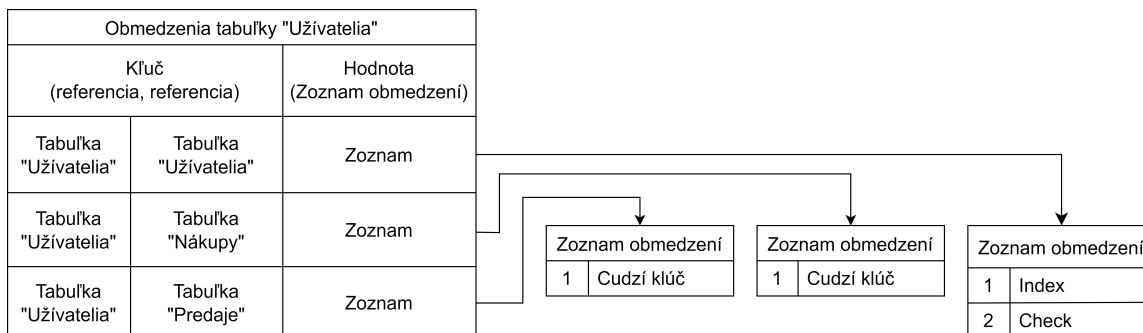 Obmedzenia tabuľky "Užívatelia"
Kľuč
(referencia, referencia)
Hodnota
(Zoznam obmedzení)
Tabuľka
"Užívatelia"
Tabuľka
"Užívatelia"
Zoznam
Tabuľka
"Užívatelia"
Tabuľka
"Nákupy"
Zoznam
Tabuľka
"Užívatelia"
Tabuľka
"Predaje"
Zoznam
Zoznam obmedzení
1 Cudzí klúč
Zoznam obmedzení
1 Cudzí klúč
Zoznam obmedzení
1 Index
2 Check